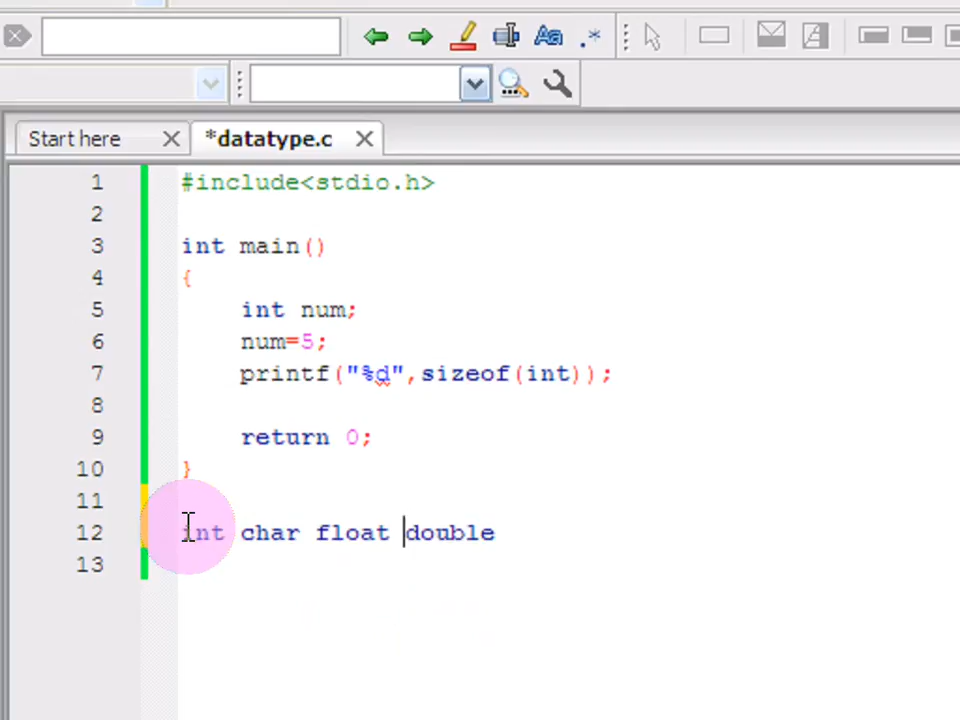 Start here
*datatype.c
1 #include<stdio.h>
2
3 int main()
4 {
5 int num;
6 num=5;
7 printf("%d",sizeof(int));
8
9 return 0;
10 }
11
12 int char float double
13